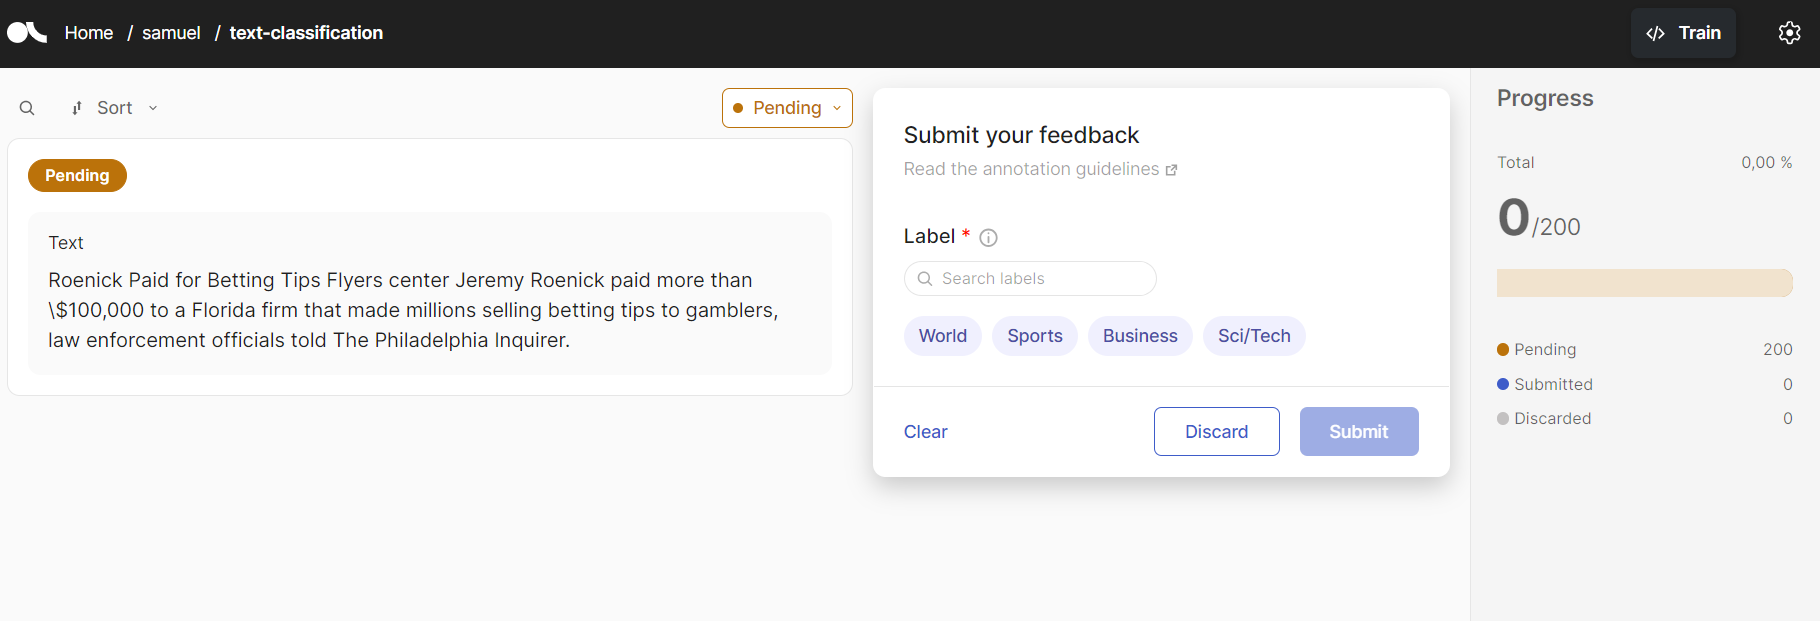 Home / samuel / text-classification
Train
Sort
Pending
Pending
Text
Roenick Paid for Betting Tips Flyers center Jeremy Roenick paid more than
\$100,000 to a Florida firm that made millions selling betting tips to gamblers,
law enforcement officials told The Philadelphia Inquirer.
Submit your feedback
Read the annotation guidelines
Label *
Search labels
World Sports Business Sci/Tech
Clear Discard Submit
Progress
Total 0,00 %
0/200
Pending 200
Submitted 0
Discarded 0